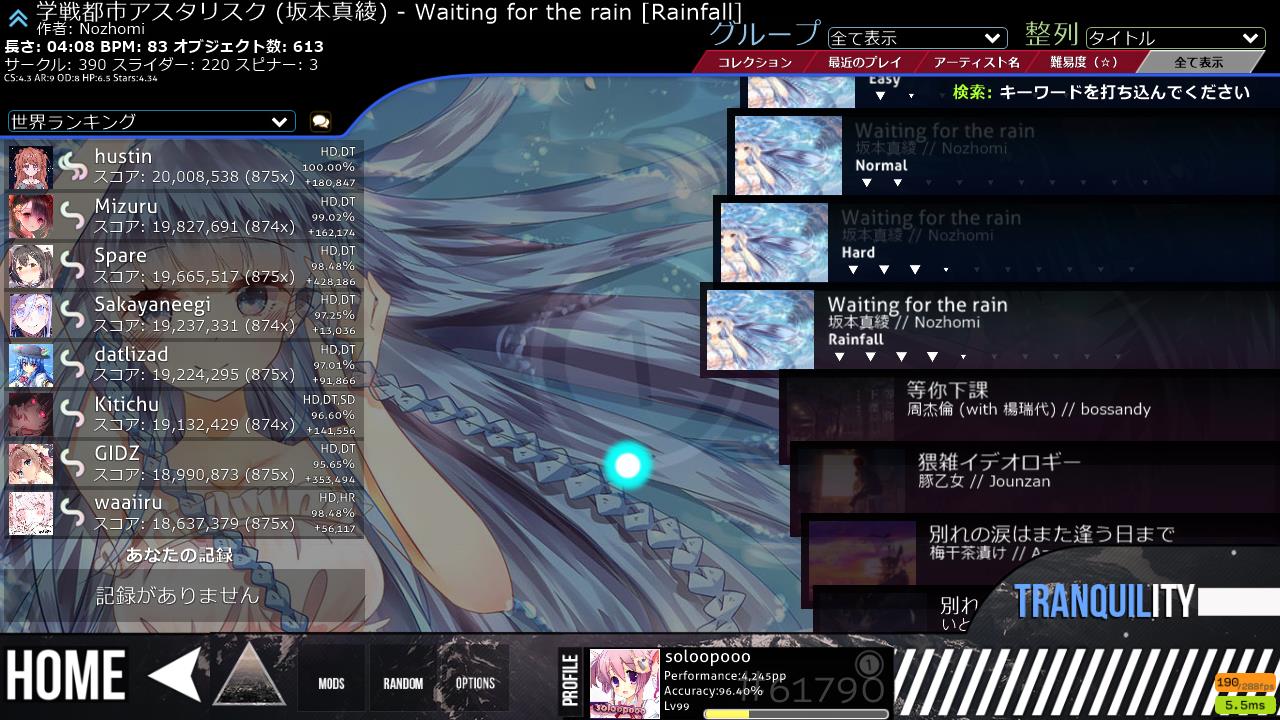 学戦都市アスタリスク (坂本真綾) - Waiting for the rain [Rainfall]
作者: Nozhomi
長さ: 04:08 BPM: 83 オブジェクト数: 613
サークル: 390 スライダー: 220 スピナー: 3
CS:4.3 AR:9 OD:8 HP:6.5 Stars:4.34
グループ 全て表示 整列 タイトル
コレクション 最近のプレイ アーティスト名 難易度（☆） 全て表示
検索: キーワードを打ち込んでください
世界ランキング
hustin HD,DT
100.00%
スコア: 20,008,538 (875x) +180,847
Mizuru HD,DT
99.02%
スコア: 19,827,691 (874x) +162,174
Spare HD,DT
98.48%
スコア: 19,665,517 (875x) +428,186
Sakayaneegi HD,DT
97.25%
スコア: 19,237,331 (874x) +13,036
datlizad HD,DT
97.01%
スコア: 19,224,295 (875x) +91,866
Kitichu HD,DT,SD
96.60%
スコア: 19,132,429 (874x) +141,556
GIDZ HD,DT
95.65%
スコア: 18,990,873 (875x) +353,494
waaiiru HD,HR
98.48%
スコア: 18,637,379 (875x) +56,117
あなたの記録
記録がありません
Easy
Waiting for the rain
坂本真綾 // Nozhomi
Normal
Waiting for the rain
坂本真綾 // Nozhomi
Hard
Waiting for the rain
坂本真綾 // Nozhomi
Rainfall
等你下課
周杰倫 (with 楊瑞代) // bossandy
猥雑イデオロギー
豚乙女 // Jounzan
別れの涙はまた逢う日まで
梅干茶漬け //
別れ
いと
TRANQUILITY
HOME
MODS
RANDOM
OPTIONS
PROFILE
soloopooo
Performance:4,245pp
Accuracy:96.40%
Lv99
#61790
190/288fps
5.5ms